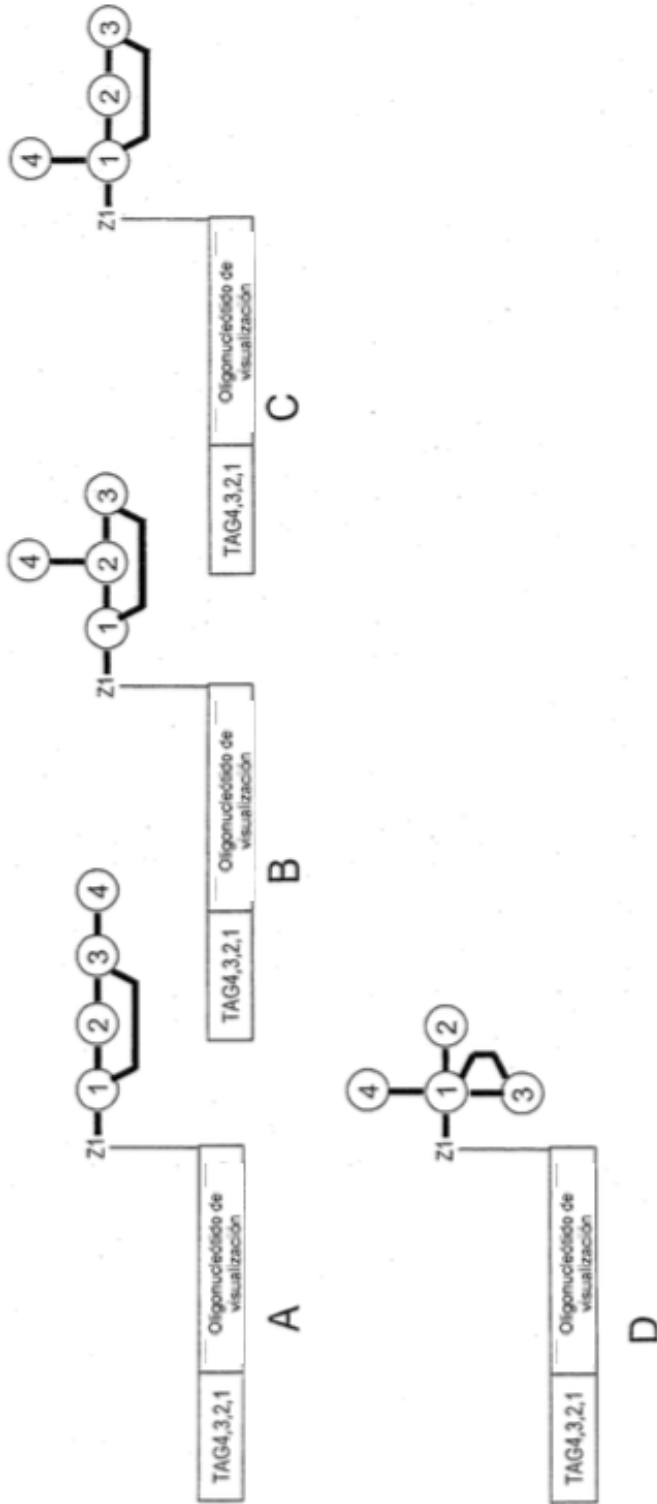 4
Z1
1
2
3
4
TAG4,3,2,1
Oligonucleótido de
visualización
A
Z1
1
2
3
TAG4,3,2,1
Oligonucleótido de
visualización
B
4
Z1
1
2
3
TAG4,3,2,1
Oligonucleótido de
visualización
C
4
Z1
1
2
3
TAG4,3,2,1
Oligonucleótido de
visualización
D